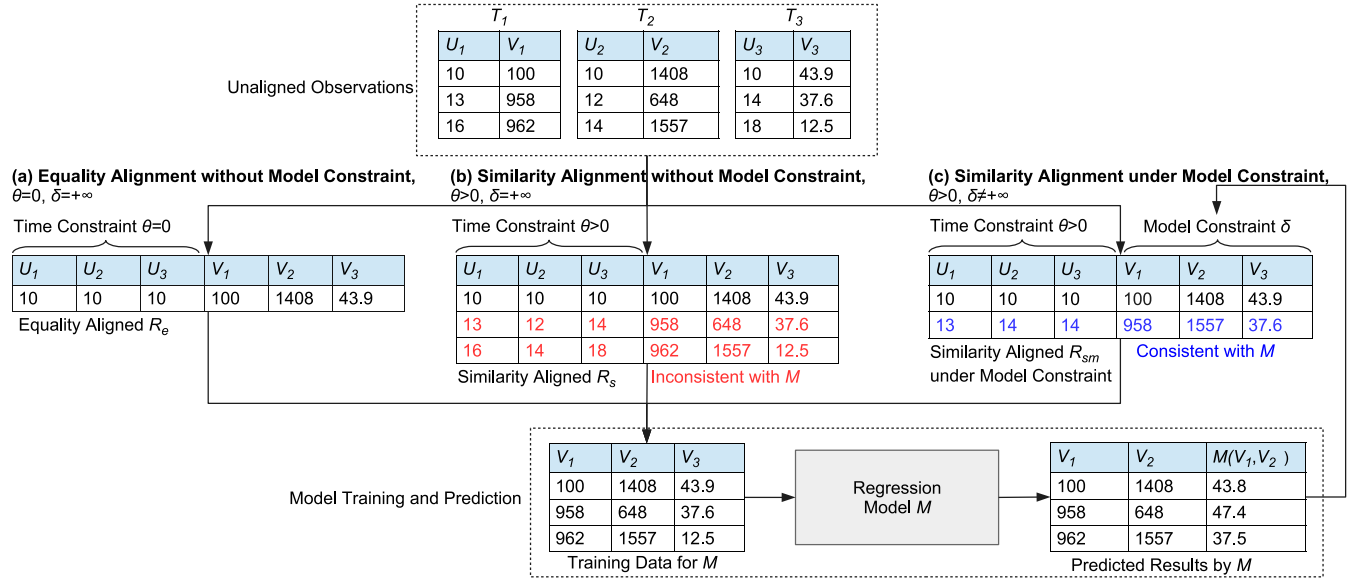 T1 T2 T3
U1 V1 U2 V2 U3 V3
10 100 10 1408 10 43.9
13 958 12 648 14 37.6
16 962 14 1557 18 12.5
Unaligned Observations
(a) Equality Alignment without Model Constraint,
θ=0, δ=+∞
Time Constraint θ=0
U1 U2 U3 V1 V2 V3
10 10 10 100 1408 43.9
Equality Aligned Re
(b) Similarity Alignment without Model Constraint,
θ>0, δ=+∞
Time Constraint θ>0
U1 U2 U3 V1 V2 V3
10 10 10 100 1408 43.9
13 12 14 958 648 37.6
16 14 18 962 1557 12.5
Similarity Aligned Rs Inconsistent with M
(c) Similarity Alignment under Model Constraint,
θ>0, δ≠+∞
Time Constraint θ>0 Model Constraint δ
U1 U2 U3 V1 V2 V3
10 10 10 100 1408 43.9
13 14 14 958 1557 37.6
Similarity Aligned Rsm Consistent with M
under Model Constraint
Model Training and Prediction
V1 V2 V3
100 1408 43.9
958 648 37.6
962 1557 12.5
Training Data for M
Regression
Model M
V1 V2 M(V1,V2 )
100 1408 43.8
958 648 47.4
962 1557 37.5
Predicted Results by M